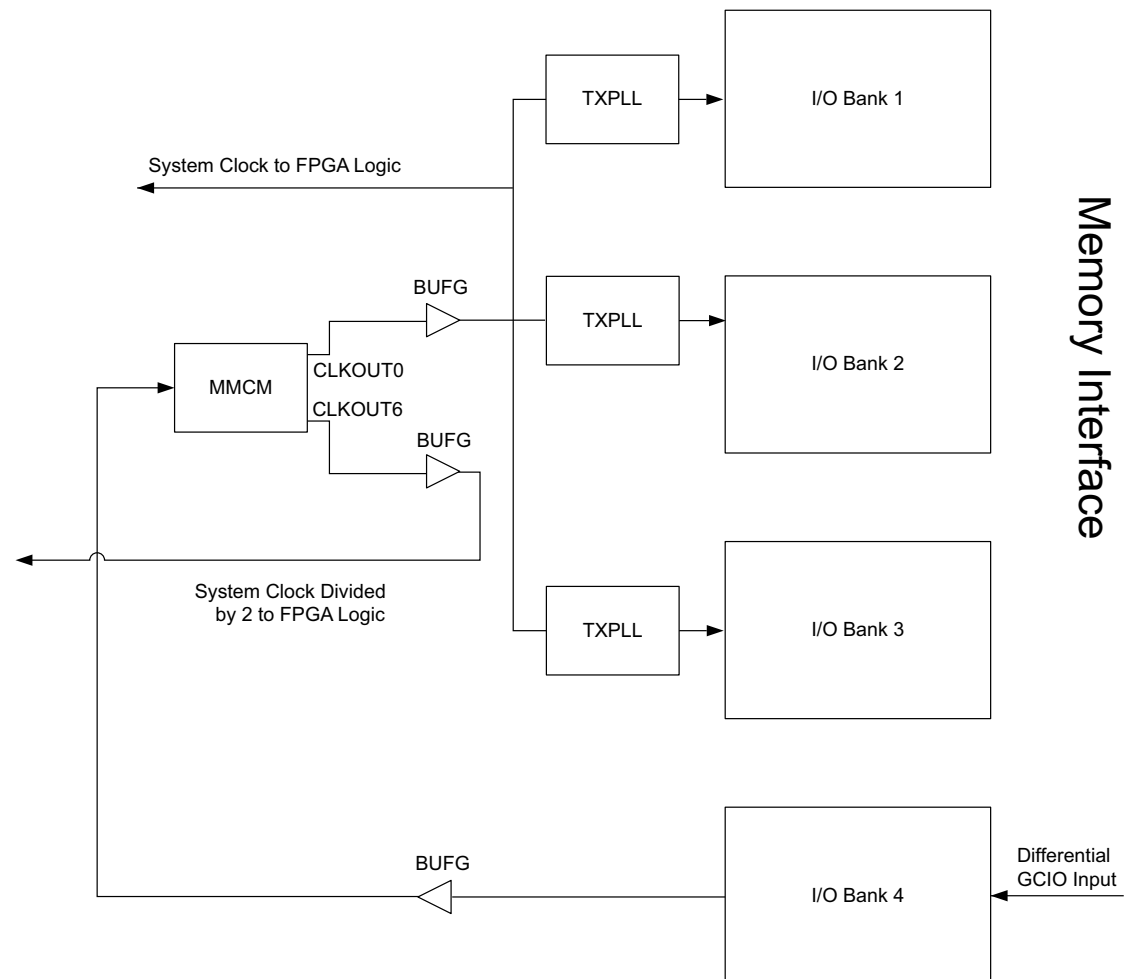 TXPLL
I/O Bank 1
System Clock to FPGA Logic
BUFG
TXPLL
I/O Bank 2
MMCM
CLKOUT0
CLKOUT6
BUFG
System Clock Divided
by 2 to FPGA Logic
TXPLL
I/O Bank 3
BUFG
I/O Bank 4
Differential
GCIO Input
Memory Interface